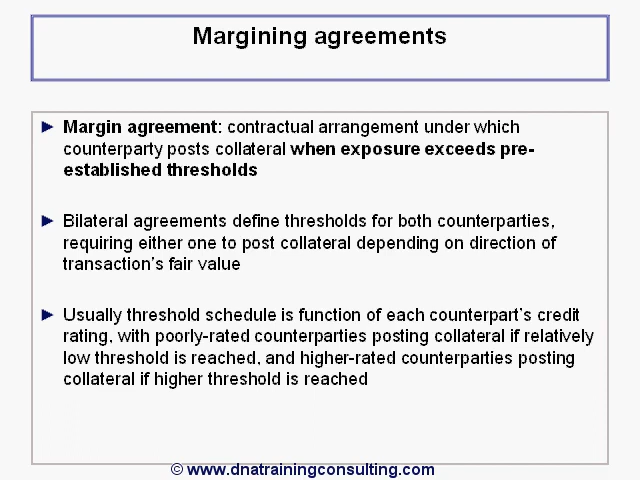 Margining agreements
► Margin agreement: contractual arrangement under which
counterparty posts collateral when exposure exceeds pre-
established thresholds
► Bilateral agreements define thresholds for both counterparties,
requiring either one to post collateral depending on direction of
transaction's fair value
► Usually threshold schedule is function of each counterpart's credit
rating, with poorly-rated counterparties posting collateral if relatively
low threshold is reached, and higher-rated counterparties posting
collateral if higher threshold is reached
© www.dnatrainingconsulting.com